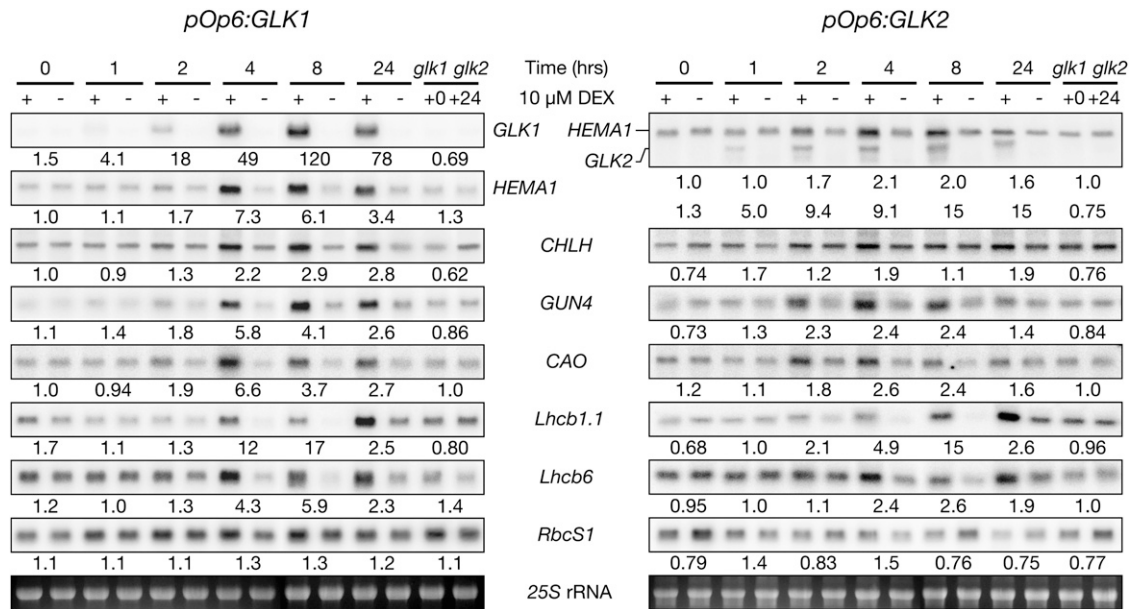 pOp6:GLK1 pOp6:GLK2
0 1 2 4 8 24 glk1 glk2 Time (hrs) 0 1 2 4 8 24 glk1 glk2
+ - + - + - + - + - + - +0 +24 10 µM DEX + - + - + - + - + - + - +0 +24
GLK1 HEMA1
GLK2
1.5 4.1 18 49 120 78 0.69 1.0 1.0 1.7 2.1 2.0 1.6 1.0
HEMA1
1.0 1.1 1.7 7.3 6.1 3.4 1.3 1.3 5.0 9.4 9.1 15 15 0.75
CHLH
1.0 0.9 1.3 2.2 2.9 2.8 0.62 0.74 1.7 1.2 1.9 1.1 1.9 0.76
GUN4
1.1 1.4 1.8 5.8 4.1 2.6 0.86 0.73 1.3 2.3 2.4 2.4 1.4 0.84
CAO
1.0 0.94 1.9 6.6 3.7 2.7 1.0 1.2 1.1 1.8 2.6 2.4 1.6 1.0
Lhcb1.1
1.7 1.1 1.3 12 17 2.5 0.80 0.68 1.0 2.1 4.9 15 2.6 0.96
Lhcb6
1.2 1.0 1.3 4.3 5.9 2.3 1.4 0.95 1.0 1.1 2.4 2.6 1.9 1.0
RbcS1
1.1 1.1 1.1 1.3 1.3 1.2 1.1 0.79 1.4 0.83 1.5 0.76 0.75 0.77
25S rRNA